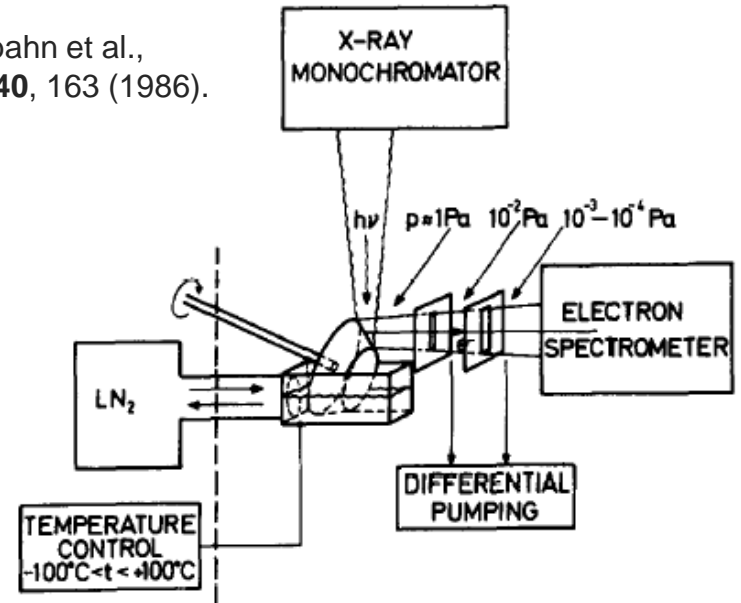 et al.,
40, 163 (1986).
X-RAY
MONOCHROMATOR
hν
p≈1Pa
10⁻²Pa
10⁻³–10⁻⁴Pa
ELECTRON
SPECTROMETER
e⁻
LN₂
DIFFERENTIAL
PUMPING
TEMPERATURE
CONTROL
-100°C<t<+100°C